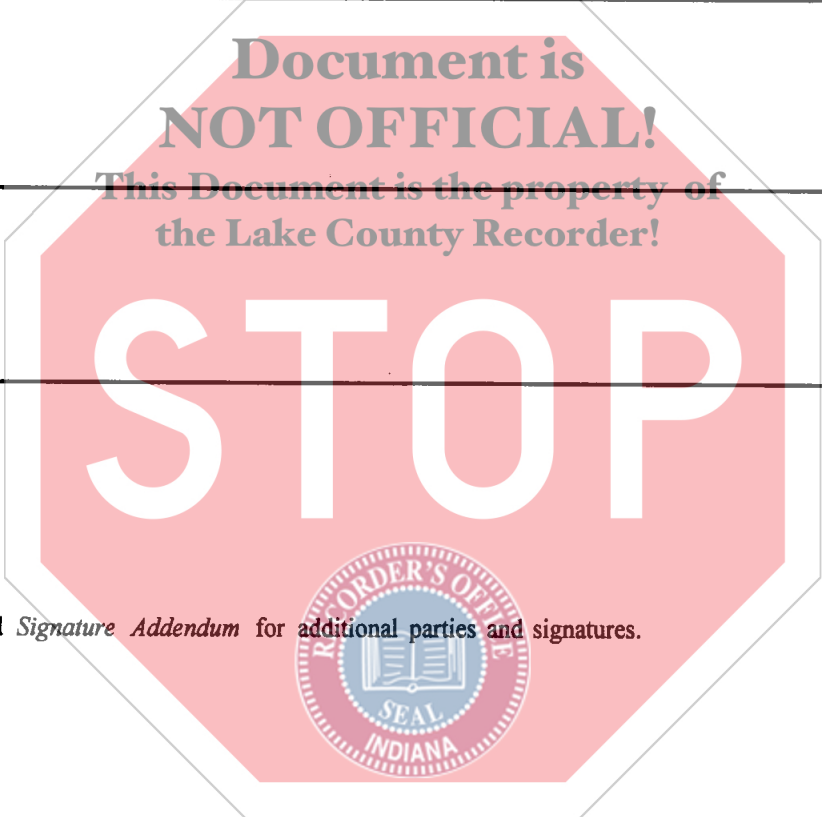 Document is
NOT OFFICIAL!
This Document is the property of
the Lake County Recorder!
STOP
Signature Addendum for additional parties and signatures.
RECORDER'S OFFICE
SEAL
INDIANA